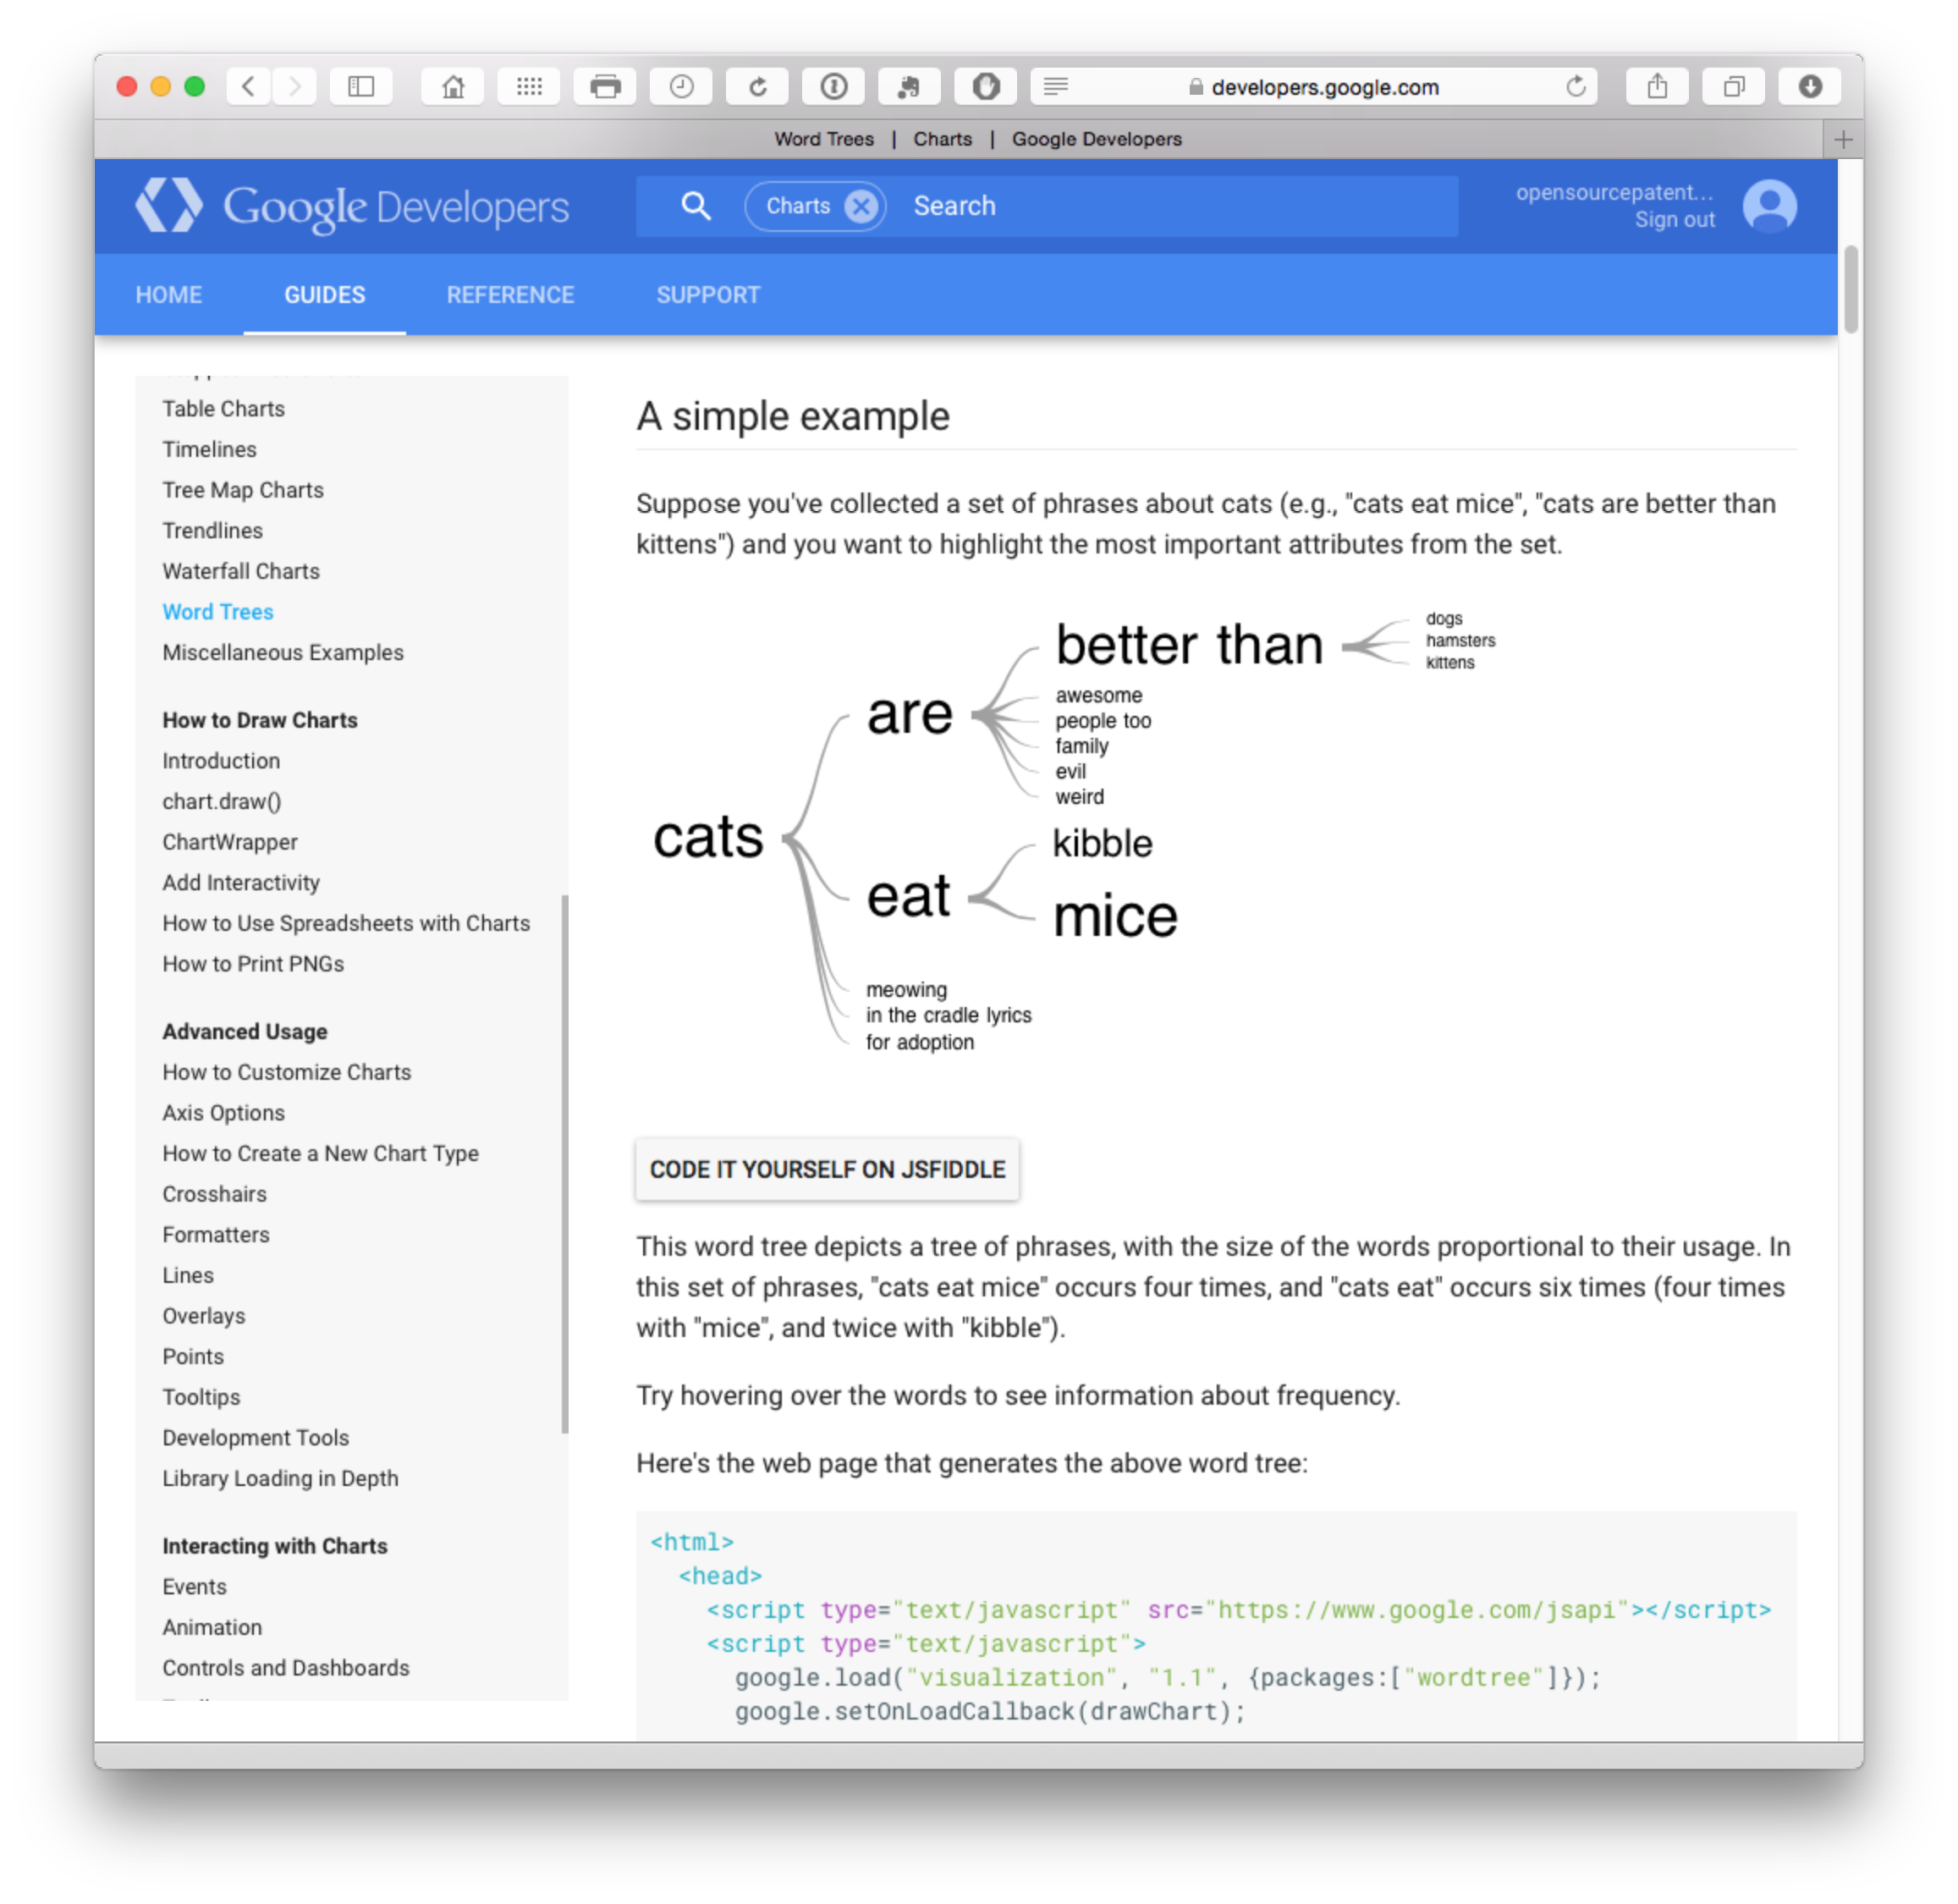 developers.google.com
Word Trees | Charts | Google Developers
Google Developers
Charts
Search
opensourcepatent...
Sign out
HOME
GUIDES
REFERENCE
SUPPORT
Table Charts
Timelines
Tree Map Charts
Trendlines
Waterfall Charts
Word Trees
Miscellaneous Examples
How to Draw Charts
Introduction
chart.draw()
ChartWrapper
Add Interactivity
How to Use Spreadsheets with Charts
How to Print PNGs
Advanced Usage
How to Customize Charts
Axis Options
How to Create a New Chart Type
Crosshairs
Formatters
Lines
Overlays
Points
Tooltips
Development Tools
Library Loading in Depth
Interacting with Charts
Events
Animation
Controls and Dashboards
A simple example
Suppose you've collected a set of phrases about cats (e.g., "cats eat mice", "cats are better than
kittens") and you want to highlight the most important attributes from the set.
cats
are
better than
dogs
hamsters
kittens
awesome
people too
family
evil
weird
eat
kibble
mice
meowing
in the cradle lyrics
for adoption
CODE IT YOURSELF ON JSFIDDLE
This word tree depicts a tree of phrases, with the size of the words proportional to their usage. In
this set of phrases, "cats eat mice" occurs four times, and "cats eat" occurs six times (four times
with "mice", and twice with "kibble").
Try hovering over the words to see information about frequency.
Here's the web page that generates the above word tree:
<html>
<head>
<script type="text/javascript" src="https://www.google.com/jsapi"></script>
<script type="text/javascript">
google.load("visualization", "1.1", {packages:["wordtree"]});
google.setOnLoadCallback(drawChart);